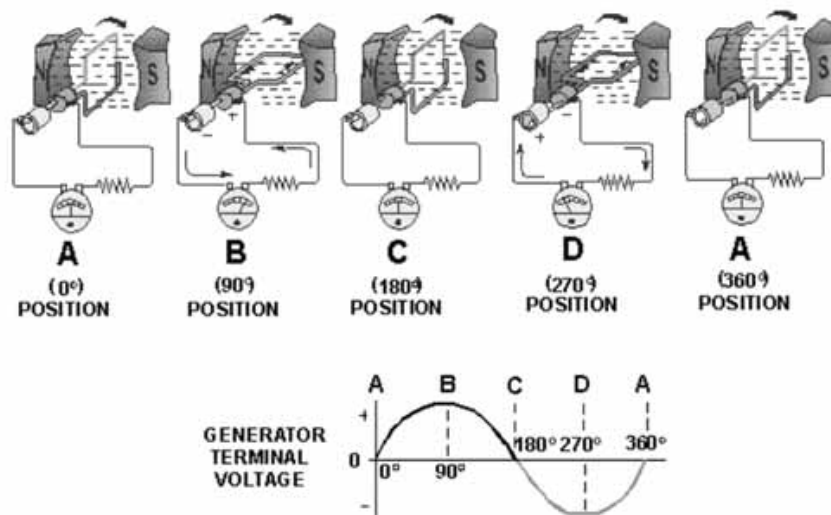 N S N S N S N S N S
+ -
- +
A B C D A
(0°) (90°) (180°) (270°) (360°)
POSITION POSITION POSITION POSITION POSITION
A B C D A
+
GENERATOR
TERMINAL
VOLTAGE
0 0° 90° 180° 270° 360°
-